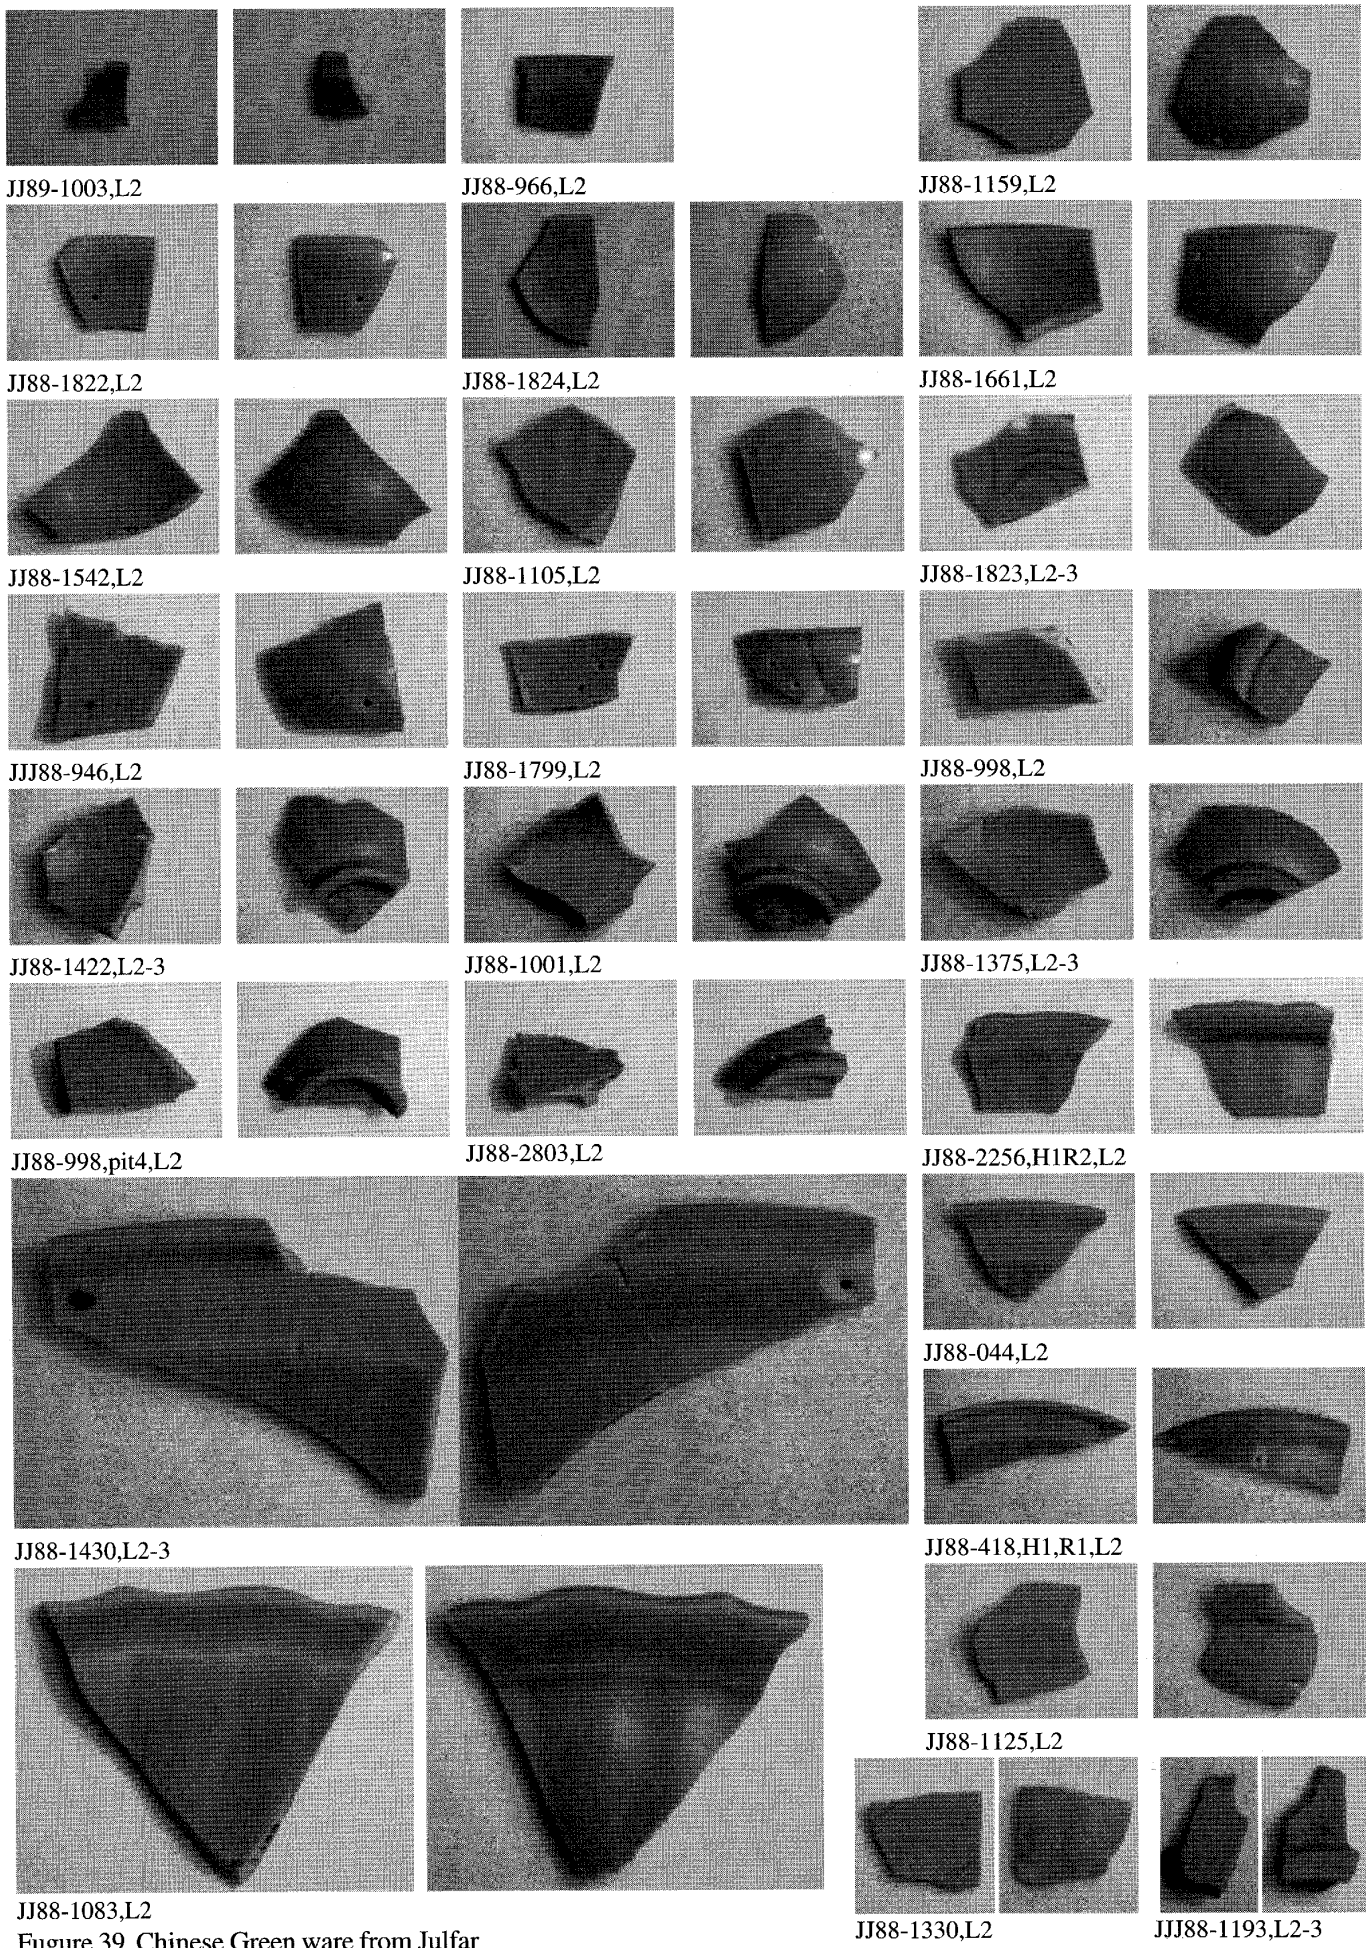 JJ89-1003,L2
JJ88-966,L2
JJ88-1159,L2
JJ88-1822,L2
JJ88-1824,L2
JJ88-1661,L2
JJ88-1542,L2
JJ88-1105,L2
JJ88-1823,L2-3
JJJ88-946,L2
JJ88-1799,L2
JJ88-998,L2
JJ88-1422,L2-3
JJ88-1001,L2
JJ88-1375,L2-3
JJ88-998,pit4,L2
JJ88-2803,L2
JJ88-2256,H1R2,L2
JJ88-044,L2
JJ88-1430,L2-3
JJ88-418,H1,R1,L2
JJ88-1125,L2
JJ88-1083,L2
JJ88-1330,L2
JJJ88-1193,L2-3
Fugure 39 Chinese Green ware from Julfar